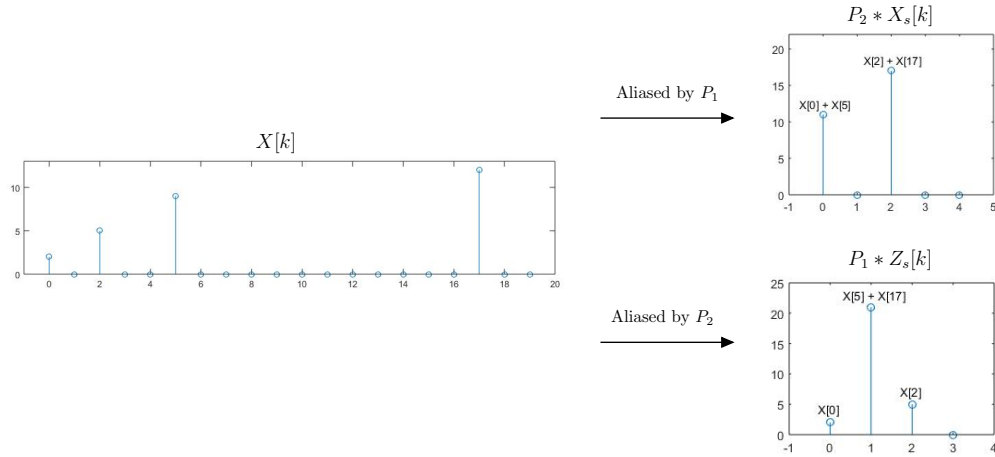 P₂ * Xₛ[k]
20
15
10
5
0
X[0] + X[5]
X[2] + X[17]
-1 0 1 2 3 4 5
Aliased by P₁
X[k]
10
5
0
0 2 4 6 8 10 12 14 16 18 20
Aliased by P₂
P₁ * Zₛ[k]
25
20
15
10
5
0
X[5] + X[17]
X[0]
X[2]
-1 0 1 2 3 4